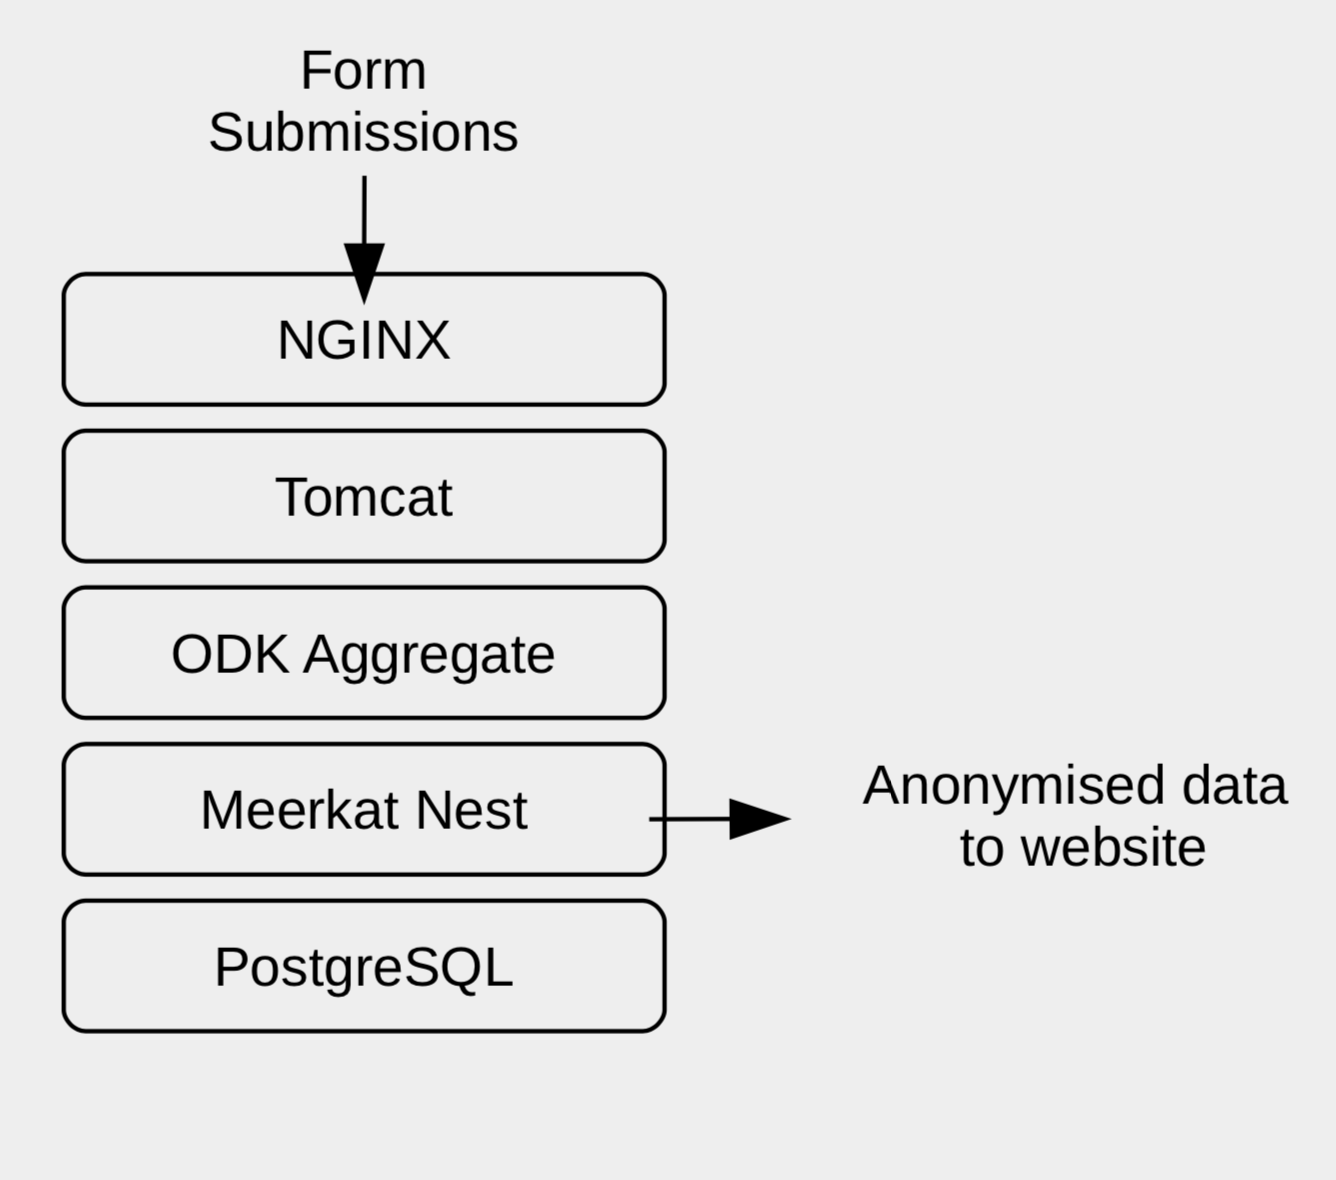 Form
Submissions
NGINX
Tomcat
ODK Aggregate
Meerkat Nest
Anonymised data
to website
PostgreSQL